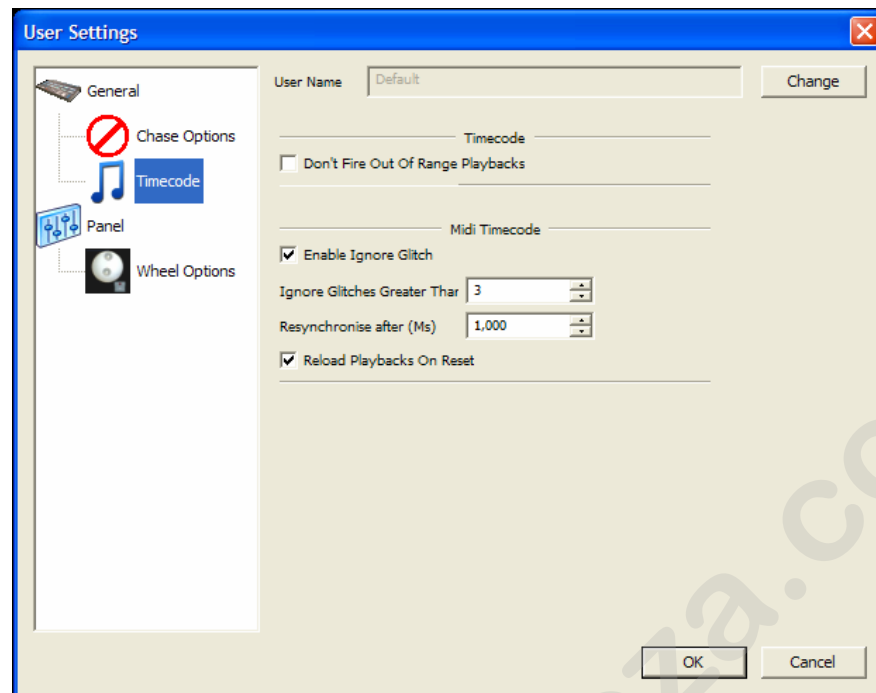 User Settings
General
Chase Options
Timecode
Panel
Wheel Options
User Name Default Change
Timecode
Don't Fire Out Of Range Playbacks
Midi Timecode
Enable Ignore Glitch
Ignore Glitches Greater Thar 3
Resynchronise after (Ms) 1,000
Reload Playbacks On Reset
OK Cancel
za.co